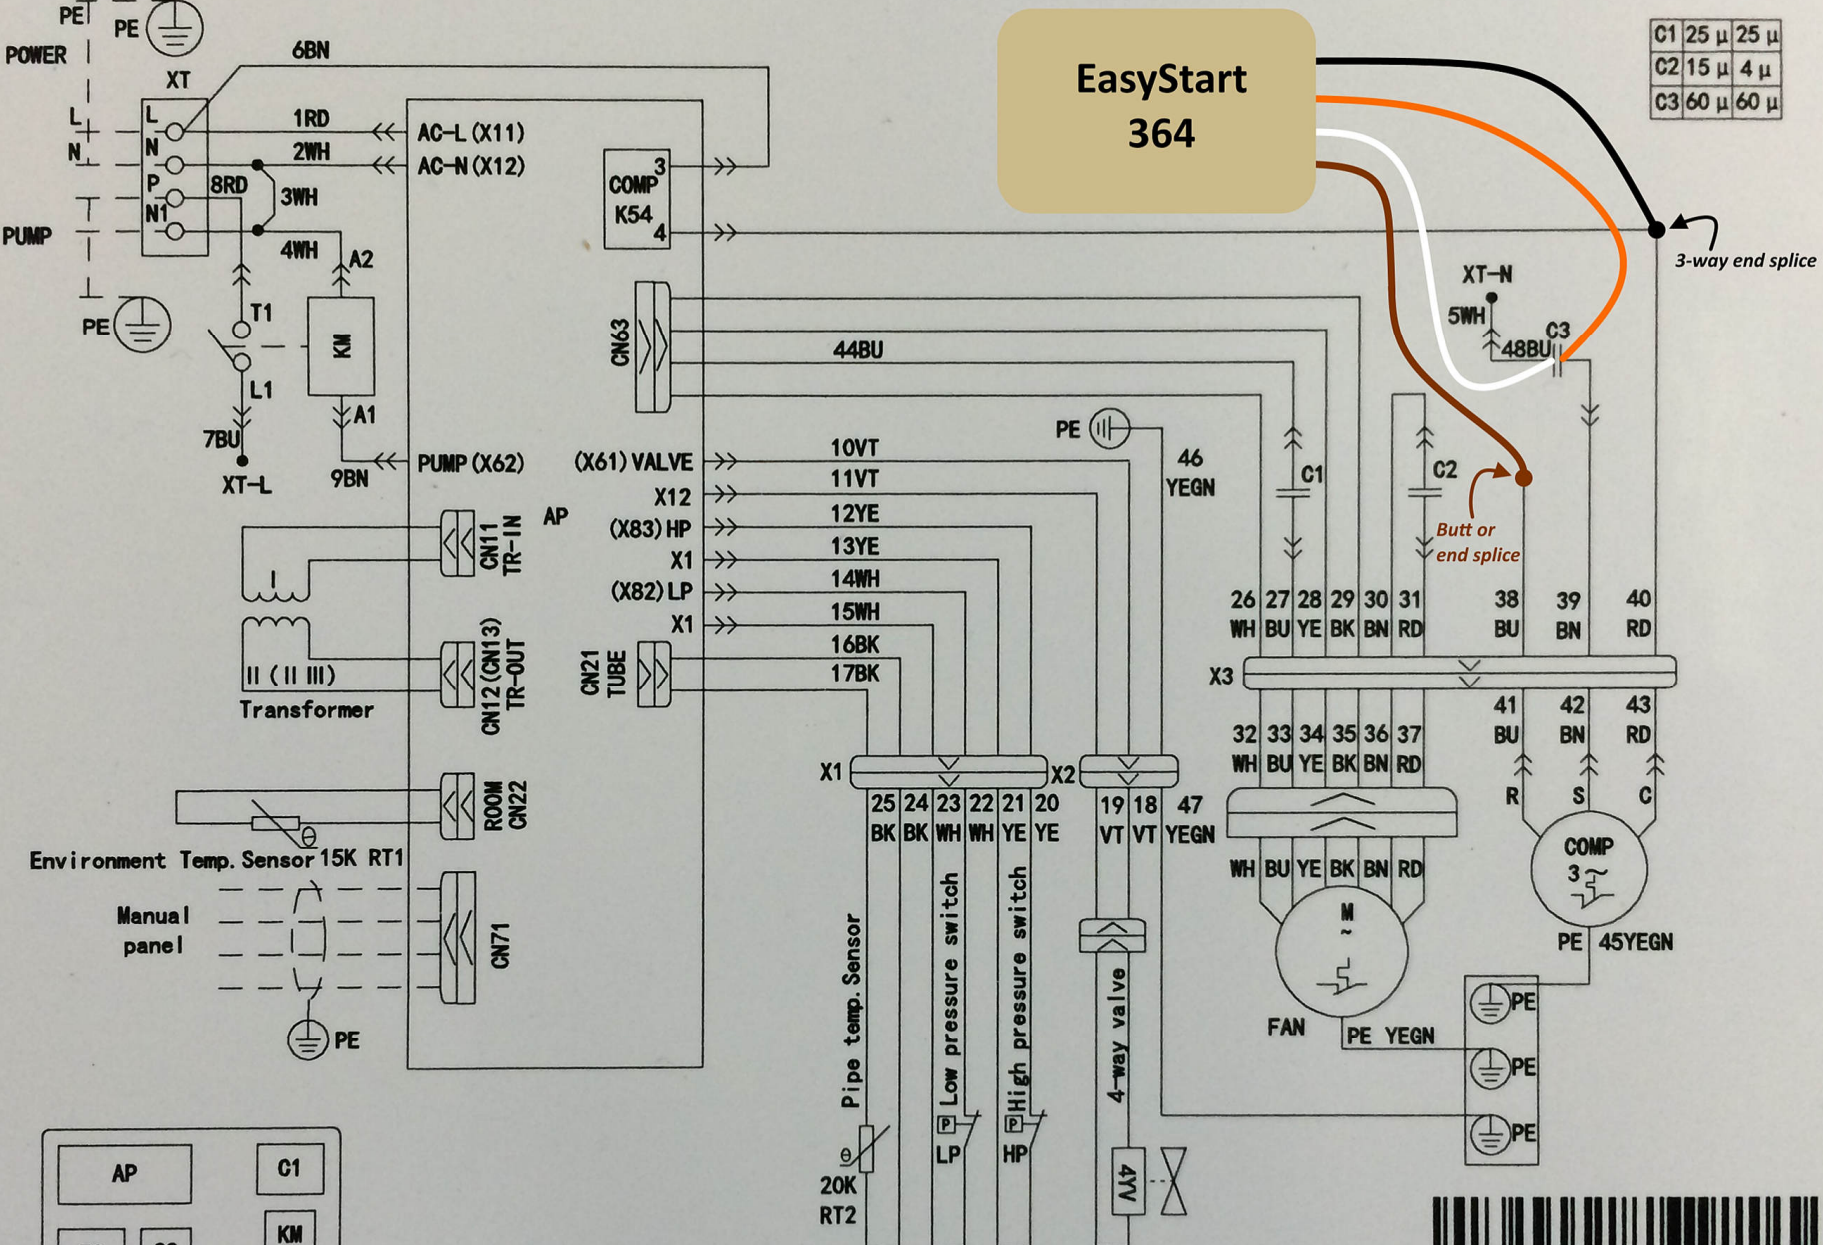 PE
PE
POWER
XT
6BN
EasyStart
364
C1 25 μ 25 μ
C2 15 μ 4 μ
C3 60 μ 60 μ
L
L
1RD
AC-L (X11)
N
N
2WH
AC-N (X12)
P
8RD
3WH
N1
PUMP
4WH
A2
COMP
K54
3
4
3-way end splice
XT-N
5WH
C3
48BU
PE
T1
KM
L1
A1
7BU
XT-L
9BN
PUMP (X62)
CN63
44BU
PE
46
YEGN
C1
C2
Butt or
end splice
(X61) VALVE
10VT
X12
11VT
AP
(X83) HP
12YE
X1
13YE
(X82) LP
14WH
X1
15WH
CN21
TUBE
16BK
17BK
CN11
TR-IN
I
CN12 (CN13)
TR-OUT
II ( II III)
Transformer
26 27 28 29 30 31 38 39 40
WH BU YE BK BN RD BU BN RD
X3
41 42 43
BU BN RD
32 33 34 35 36 37
WH BU YE BK BN RD
R S C
X1
X2
25 24 23 22 21 20
BK BK WH WH YE YE
19 18 47
VT VT YEGN
ROOM
CN22
θ
Environment Temp. Sensor 15K RT1
WH BU YE BK BN RD
COMP
3 ~
M
~
Manual
panel
CN71
PE
Pipe temp. Sensor
Low pressure switch
High pressure switch
4-way valve
PE 45YEGN
FAN
PE YEGN
PE
PE
PE
P
LP
P
HP
θ
20K
RT2
4YV
AP
C1
KM